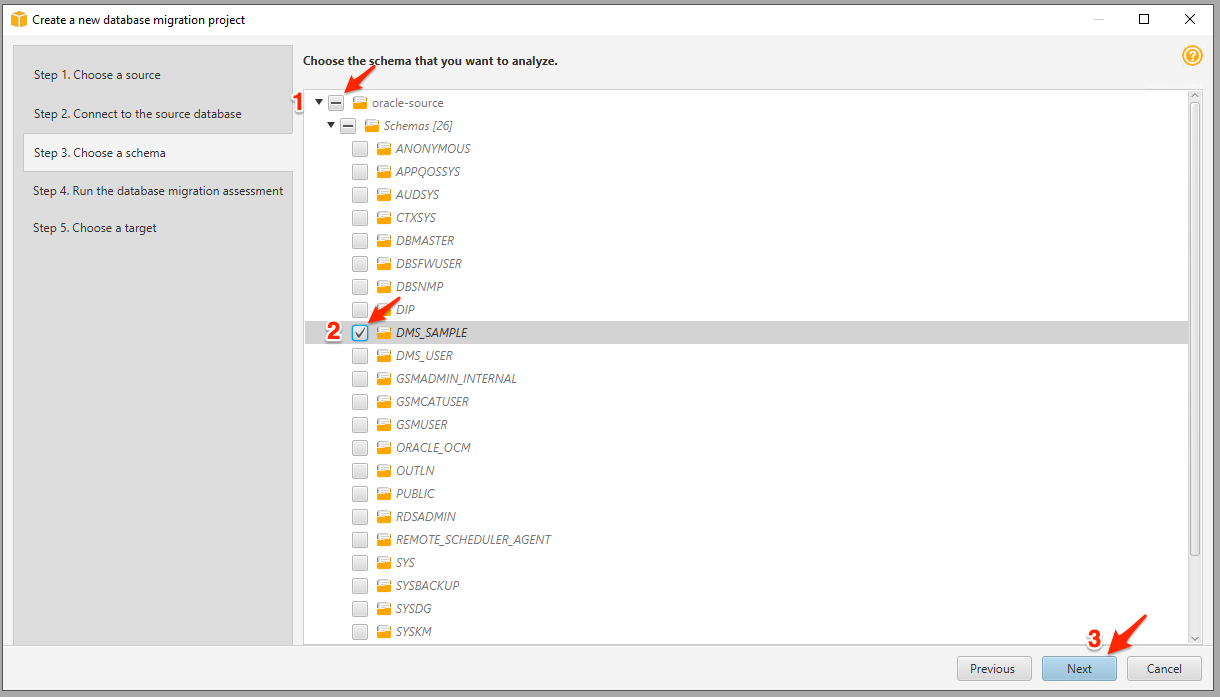 Create a new database migration project
Step 1. Choose a source
Step 2. Connect to the source database
Step 3. Choose a schema
Step 4. Run the database migration assessment
Step 5. Choose a target
Choose the schema that you want to analyze.
?
1
oracle-source
Schemas [26]
ANONYMOUS
APPQOSSYS
AUDSYS
CTXSYS
DBMASTER
DBSFWUSER
DBSNMP
DIP
2
DMS_SAMPLE
DMS_USER
GSMADMIN_INTERNAL
GSMCATUSER
GSMUSER
ORACLE_OCM
OUTLN
PUBLIC
RDSADMIN
REMOTE_SCHEDULER_AGENT
SYS
SYSBACKUP
SYSDG
SYSKM
3
Previous
Next
Cancel